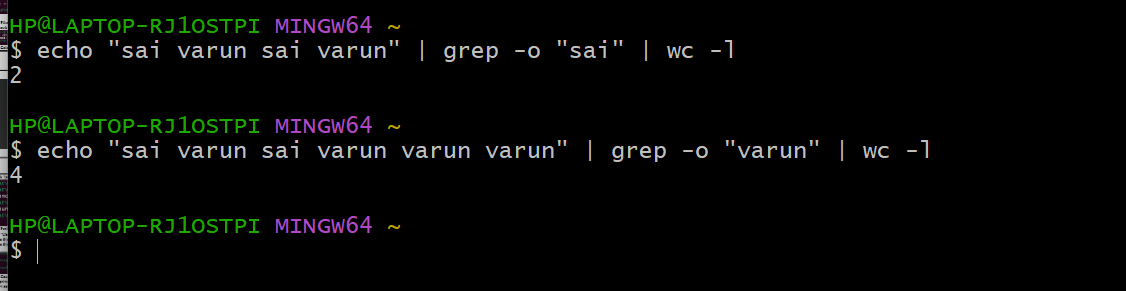 HP@LAPTOP-RJ1OSTPI MINGW64 ~
$ echo "sai varun sai varun" | grep -o "sai" | wc -l
2
HP@LAPTOP-RJ1OSTPI MINGW64 ~
$ echo "sai varun sai varun varun varun" | grep -o "varun" | wc -l
4
HP@LAPTOP-RJ1OSTPI MINGW64 ~
$